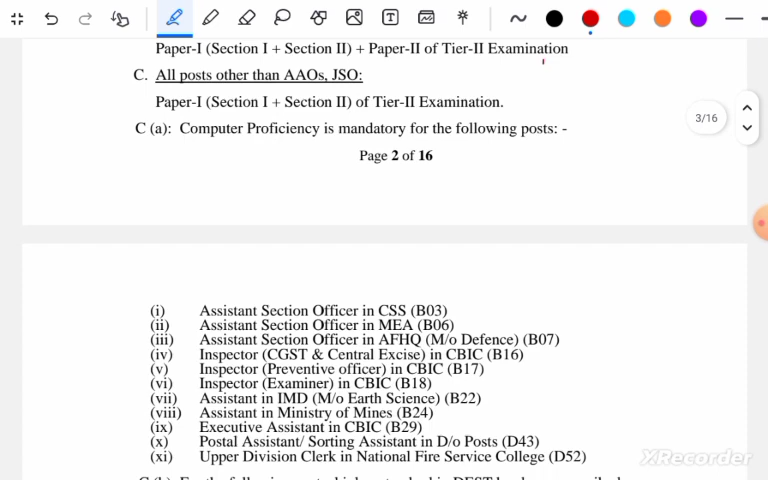 Paper-I (Section I + Section II) + Paper-II of Tier-II Examination
C. All posts other than AAOs, JSO:
Paper-I (Section I + Section II) of Tier-II Examination.
C (a): Computer Proficiency is mandatory for the following posts: -
3/16
Page 2 of 16
(i) Assistant Section Officer in CSS (B03)
(ii) Assistant Section Officer in MEA (B06)
(iii) Assistant Section Officer in AFHQ (M/o Defence) (B07)
(iv) Inspector (CGST & Central Excise) in CBIC (B16)
(v) Inspector (Preventive officer) in CBIC (B17)
(vi) Inspector (Examiner) in CBIC (B18)
(vii) Assistant in IMD (M/o Earth Science) (B22)
(viii) Assistant in Ministry of Mines (B24)
(ix) Executive Assistant in CBIC (B29)
(x) Postal Assistant/ Sorting Assistant in D/o Posts (D43)
(xi) Upper Division Clerk in National Fire Service College (D52)
XRecorder